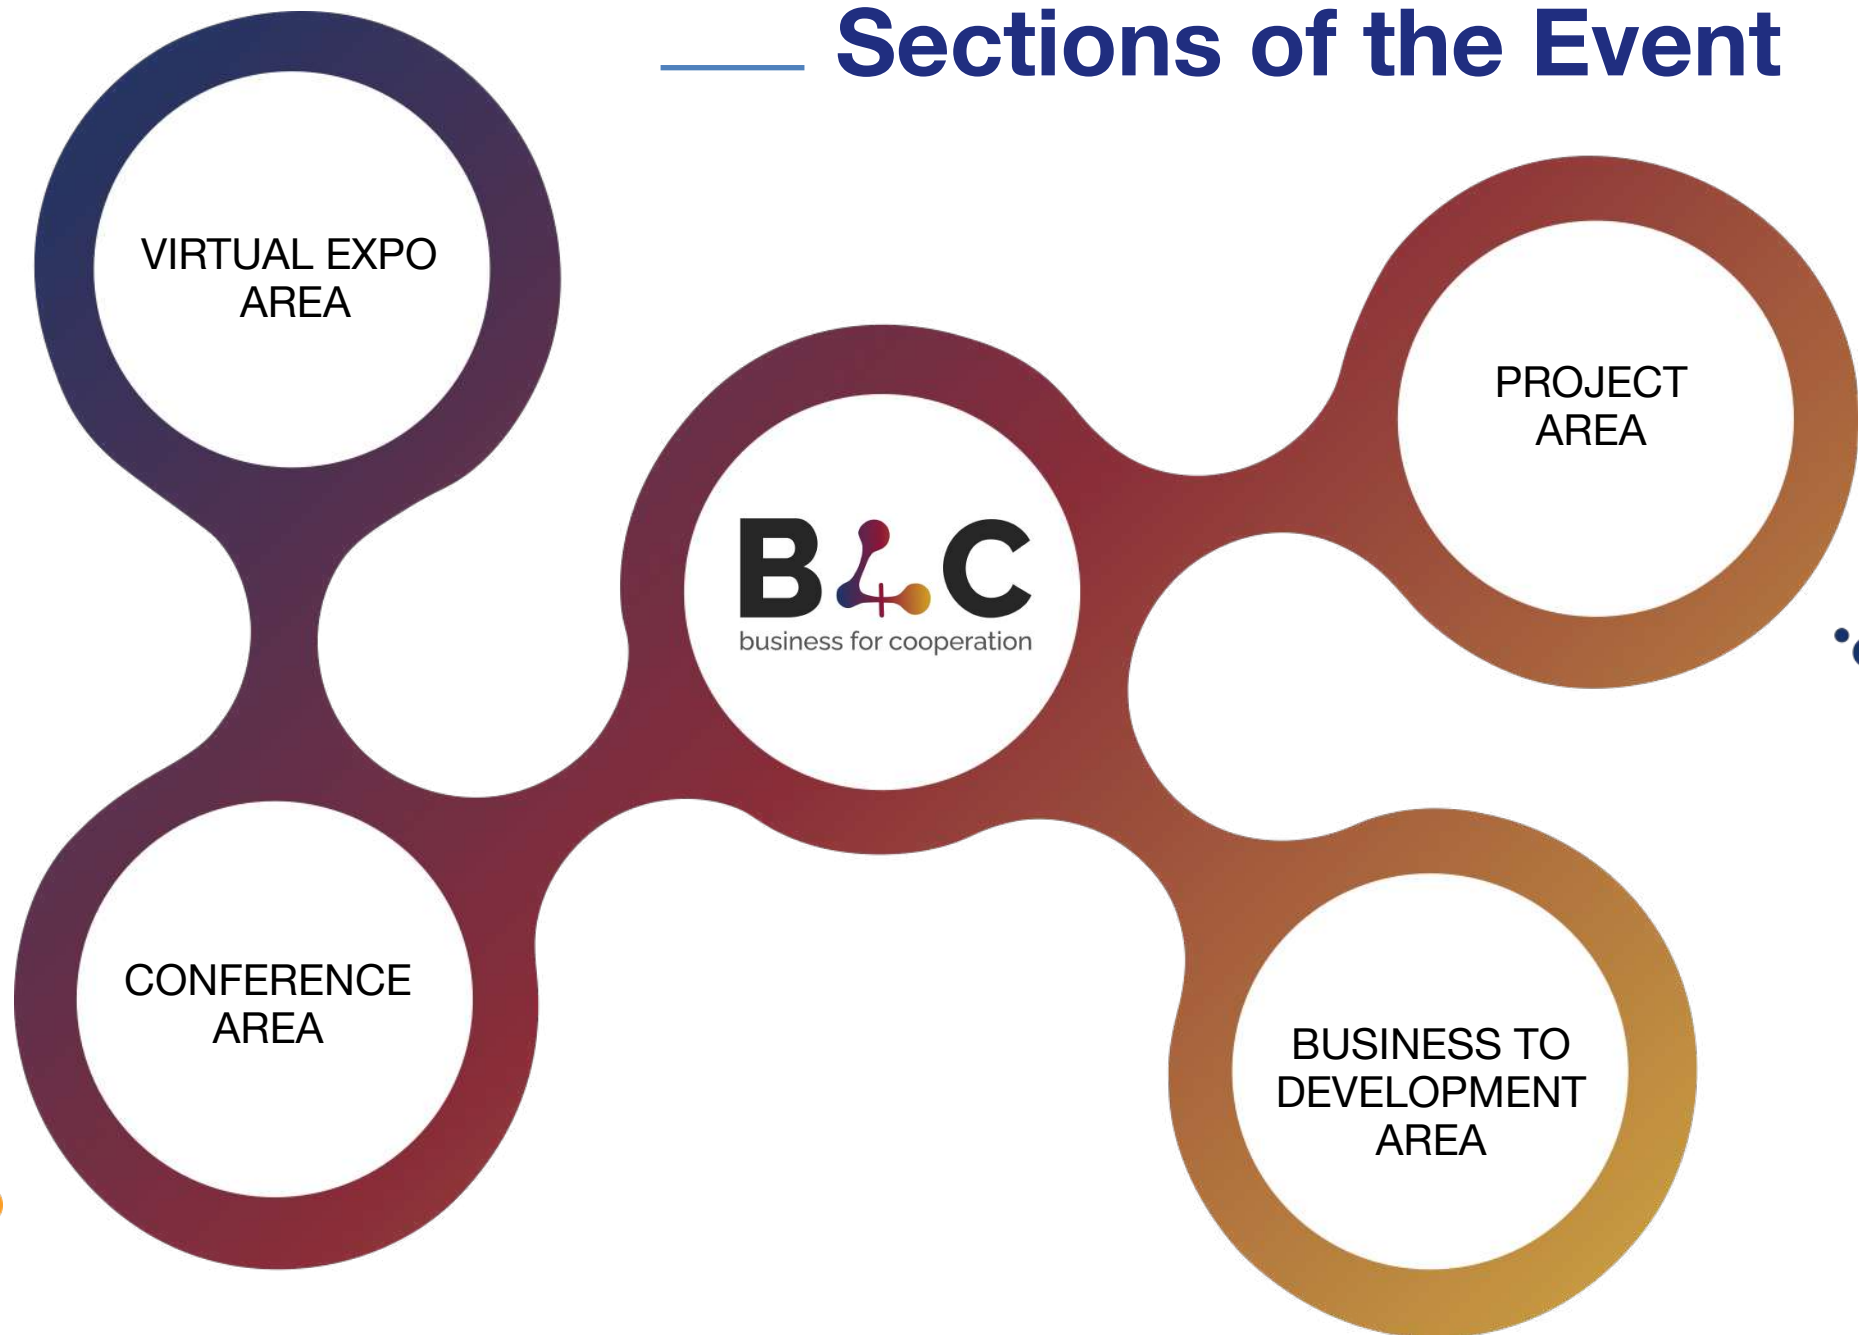 Sections of the Event
VIRTUAL EXPO
AREA
PROJECT
AREA
B4C
business for cooperation
CONFERENCE
AREA
BUSINESS TO
DEVELOPMENT
AREA